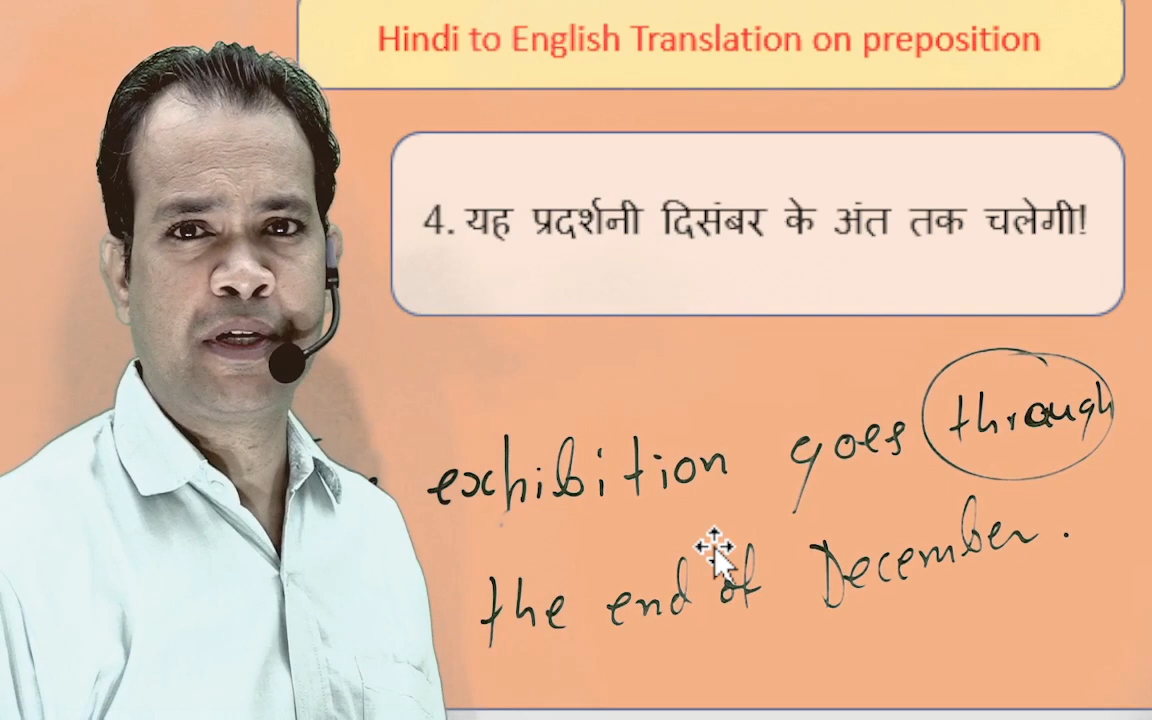 Hindi to English Translation on preposition
4. यह प्रदर्शनी दिसंबर के अंत तक चलेगी!
exhibition goes through
the end of December.